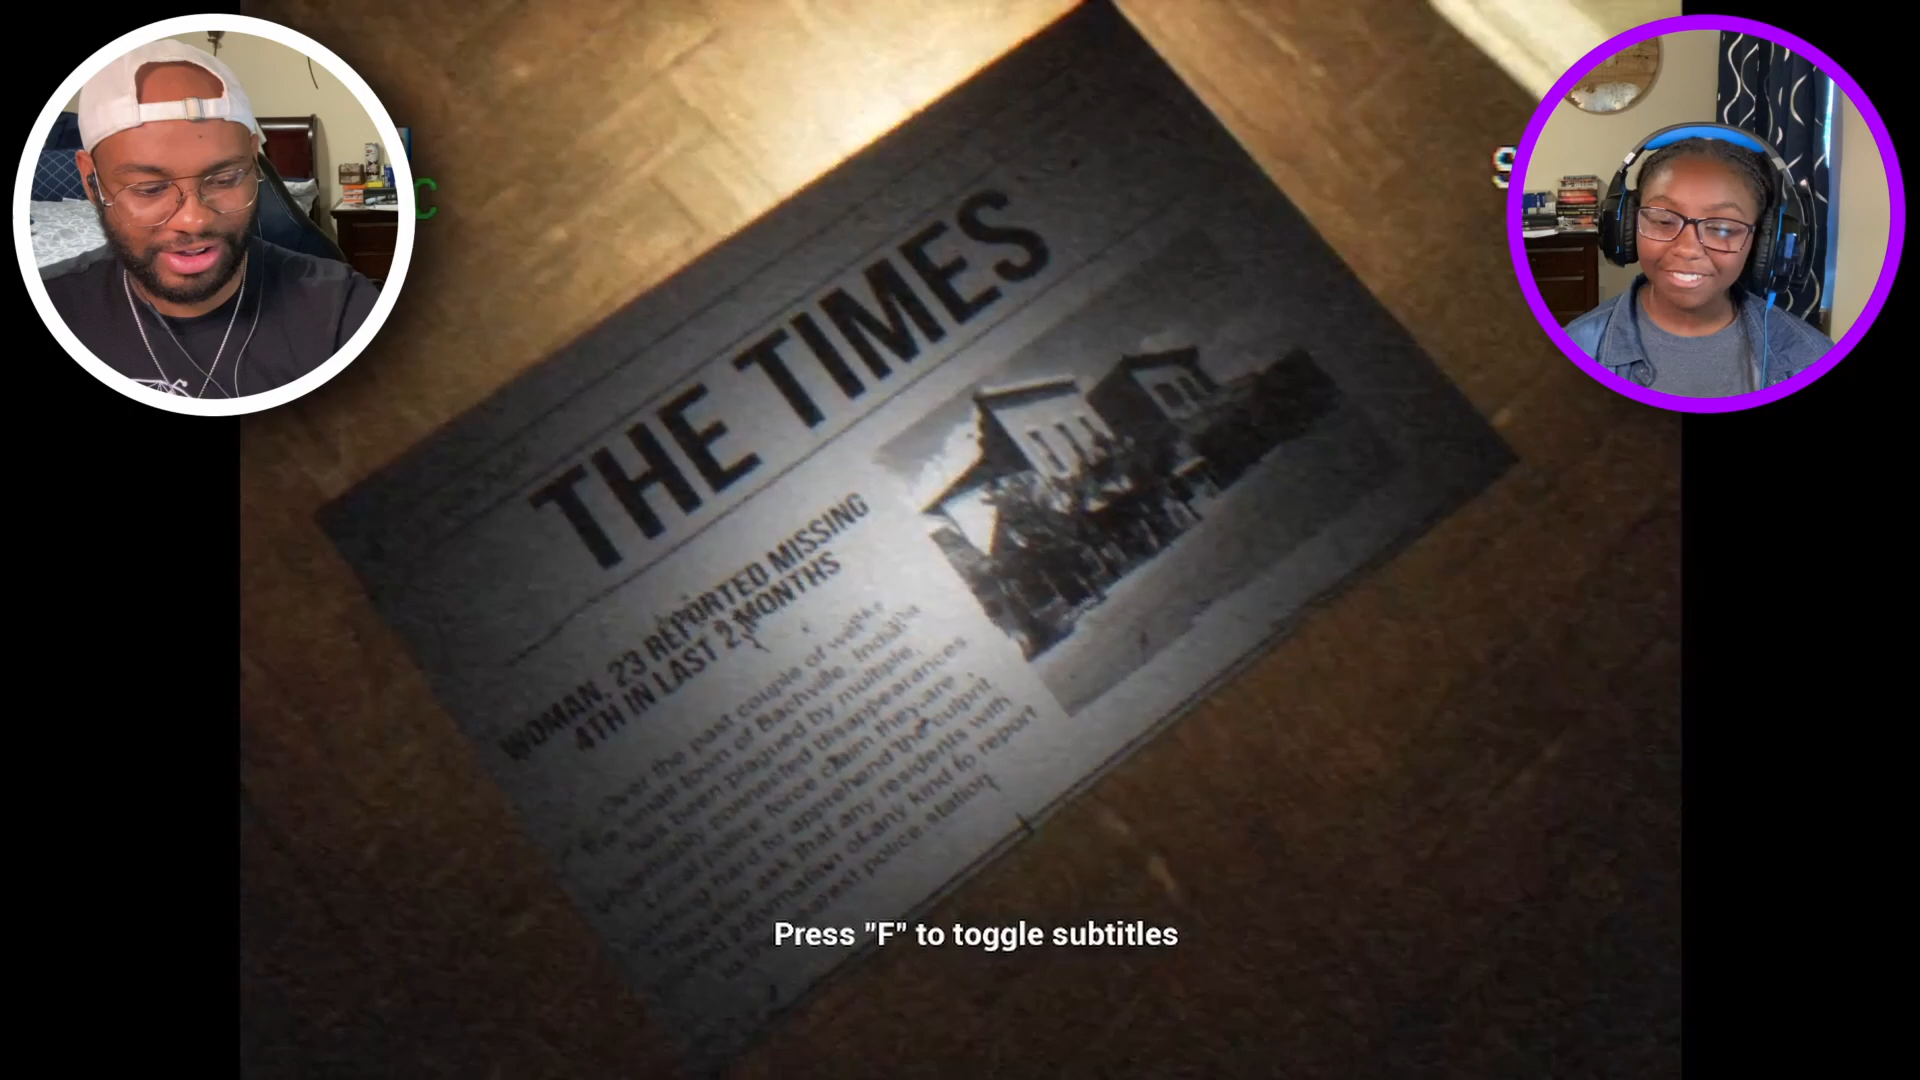 THE TIMES
WOMAN, 23 REPORTED MISSING
4TH IN LAST 2 MONTHS
Over the past couple of weeks
the small town of Bachville, Indiana
has been plagued by multiple,
connected disappearances
Local police force claim they are
working hard to apprehend the culprit
They also ask that any residents with
information of any kind to report
to the nearest police station
Press "F" to toggle subtitles
C
S